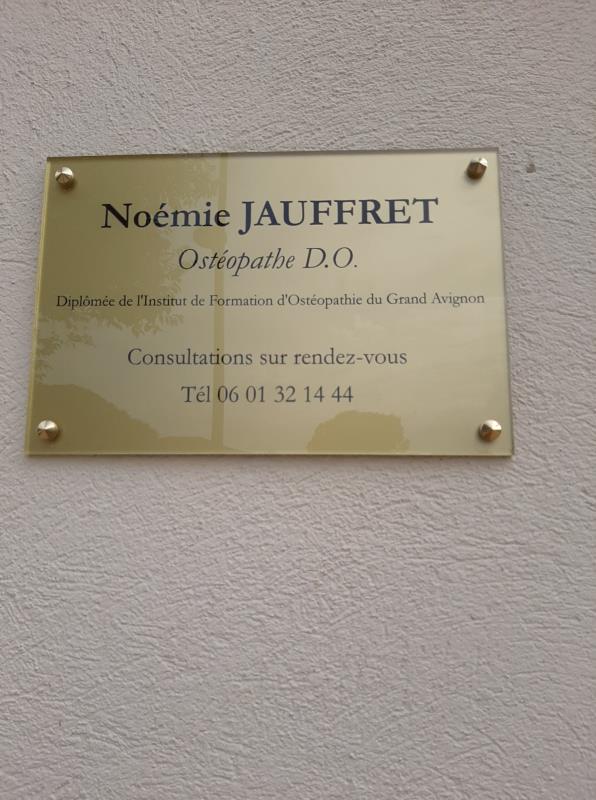 Noémie JAUFFRET
Ostéopathe D.O.
Diplômée de l'Institut de Formation d'Ostéopathie du Grand Avignon
Consultations sur rendez-vous
Tél 06 01 32 14 44